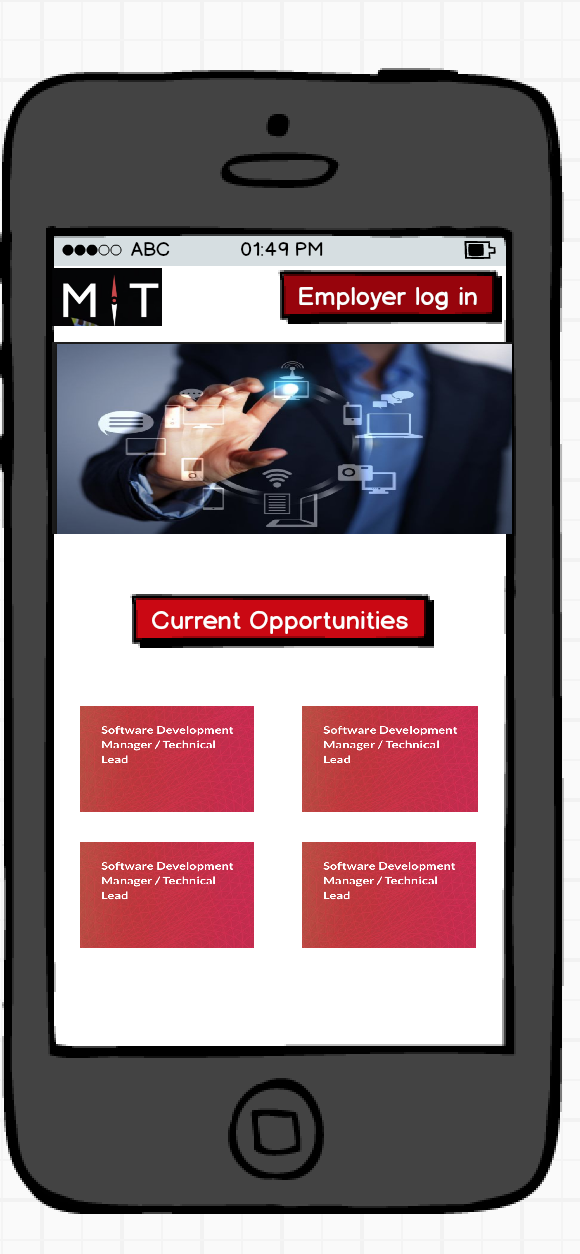 ABC 01:49 PM
M T
Employer log in
Current Opportunities
Software Development
Manager / Technical
Lead
Software Development
Manager / Technical
Lead
Software Development
Manager / Technical
Lead
Software Development
Manager / Technical
Lead